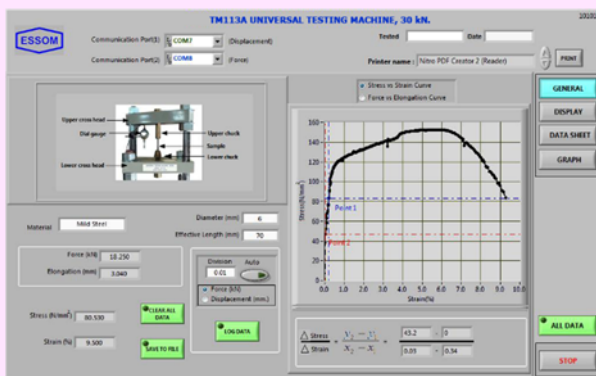 TM113A UNIVERSAL TESTING MACHINE, 30 kN.
ESSOM
Communication Port(1) COM7 (Displacement)
Communication Port(2) COM8 (Force)
Tested
Date
Printer name : Nitro PDF Creator 2 (Reader)
PRINT
Upper cross head
Dial gauge
Lower cross head
Upper chuck
Sample
Lower chuck
Stress vs Strain Curve
Force vs Elongation Curve
GENERAL
DISPLAY
DATA SHEET
GRAPH
Stress(N/mm²)
160
140
120
100
80
60
40
20
0
Point 1
Point 2
0.0 1.0 2.0 3.0 4.0 5.0 6.0 7.0 8.0 9.0 10.0
Strain(%)
Material Mild Steel
Diameter (mm) 6
Effective Length (mm) 70
Force (kN) 18.250
Elongation (mm) 3.040
Division
0.01
Auto
Force (kN)
Displacement (mm.)
LOG DATA
Stress (N/mm²) 80.530
Strain (%) 9.500
CLEAR ALL DATA
SAVE TO FILE
△ Stress
△ Strain
=
y₂ - y₁
x₂ - x₁
=
43.2 - 0
0.03 - 0.34
ALL DATA
STOP